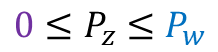 0 ≤ P_z ≤ P_w